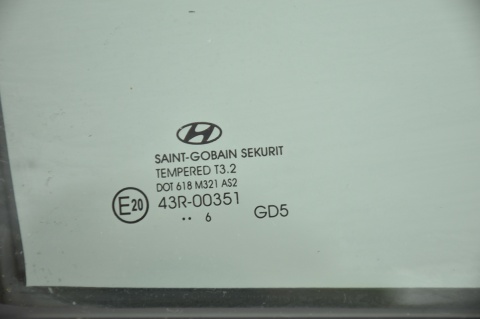 SAINT-GOBAIN SEKURIT
TEMPERED T3.2
DOT 618 M321 AS2
E20 43R-00351
.. 6 GD5